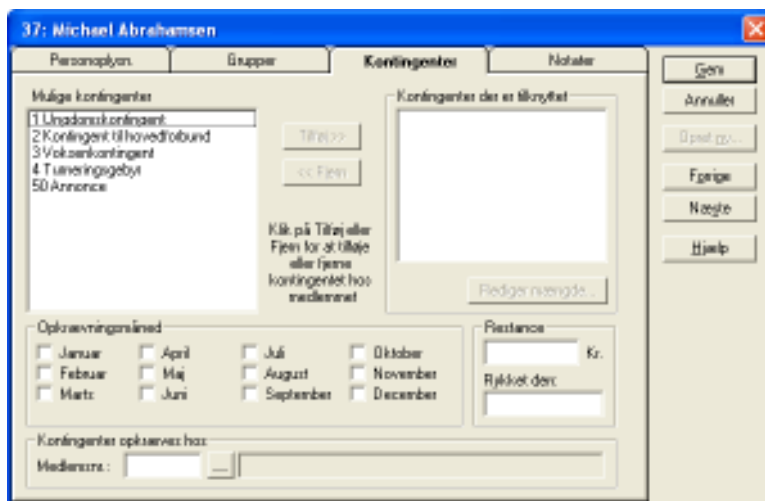 37: Michael Abrahamsen
Personoplysn. Grupper Kontingenter Notater
Mulige kontingenter
1 Ungdomskontingent
2 Kontingent til hovedforbund
3 Voksenkontingent
4 Turneringsgebyr
50 Annonce
Tilføj>>
<< Fjern
Klik på Tilføj eller
Fjern for at tilføje
eller fjerne
kontingentet hos
medlemmet
Kontingenter der er tilknyttet
Rediger mængde...
Gem
Annuller
Opret ny...
Forrige
Næste
Hjælp
Opkrævningsmåned
Januar April Juli Oktober
Februar Maj August November
Marts Juni September December
Restance
Kr.
Rykket den:
Kontingenter opkræves hos
Medlemsnr.: ...